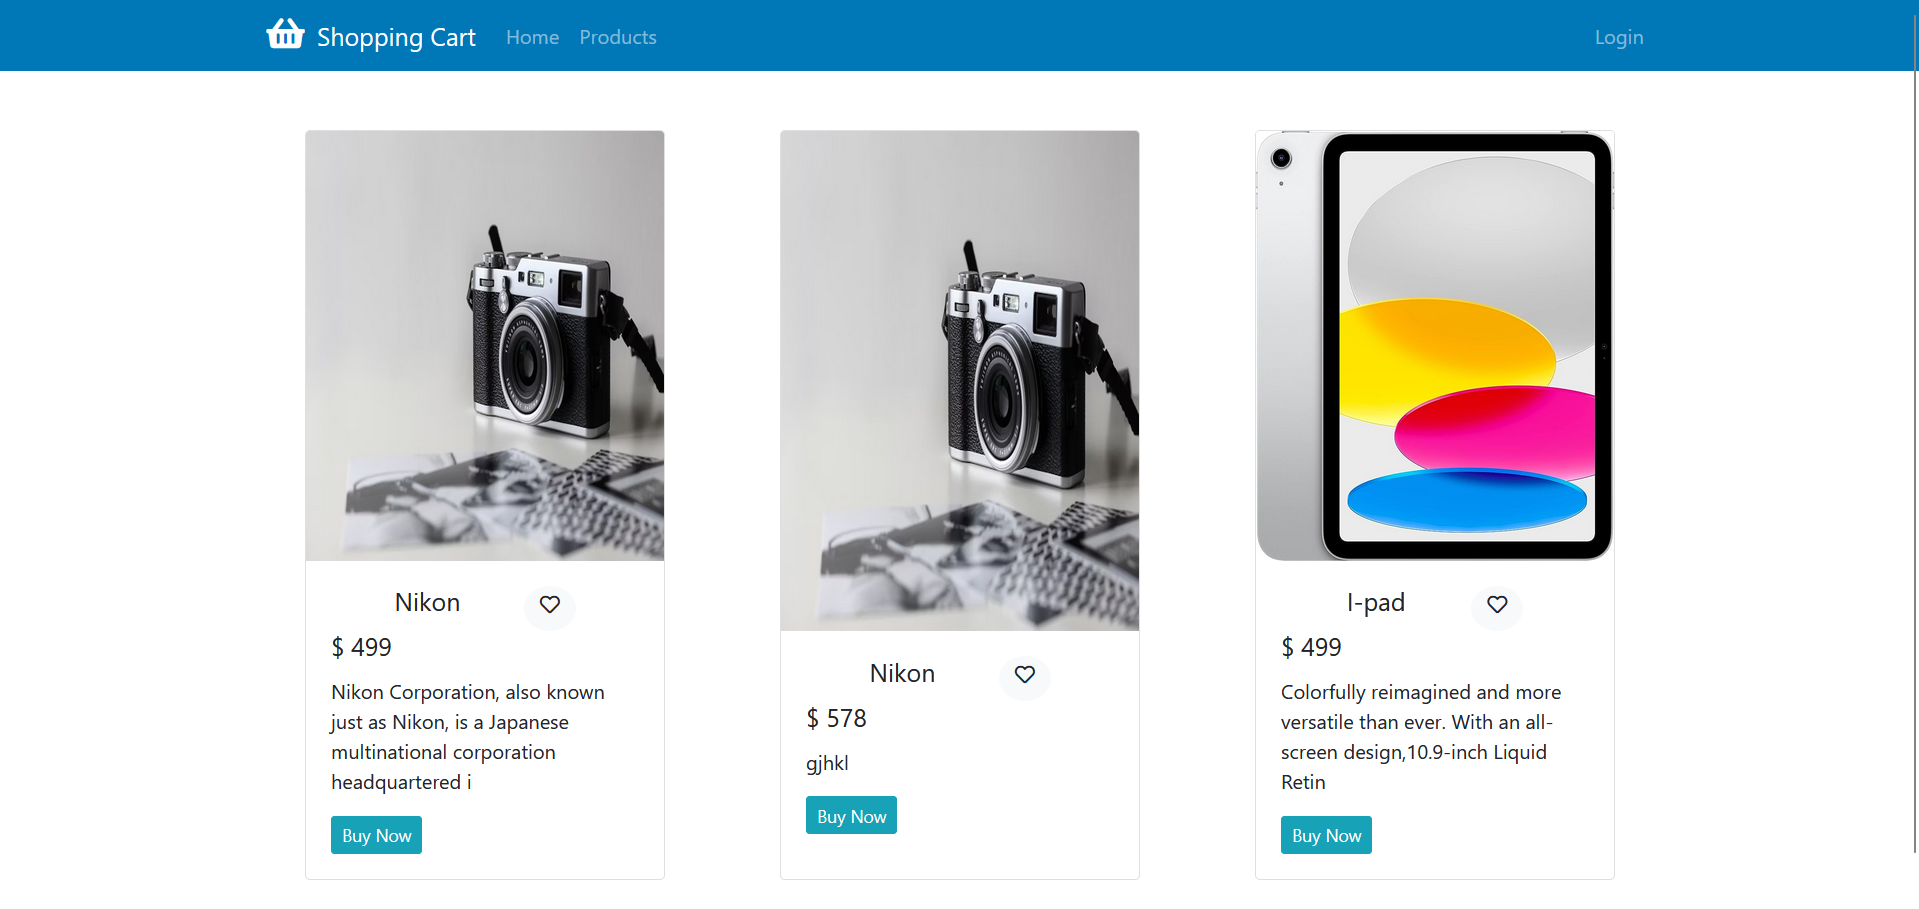 Shopping Cart Home Products Login
Nikon
$ 499
Nikon Corporation, also known
just as Nikon, is a Japanese
multinational corporation
headquartered i
Buy Now
Nikon
$ 578
gjhkl
Buy Now
I-pad
$ 499
Colorfully reimagined and more
versatile than ever. With an all-
screen design,10.9-inch Liquid
Retin
Buy Now